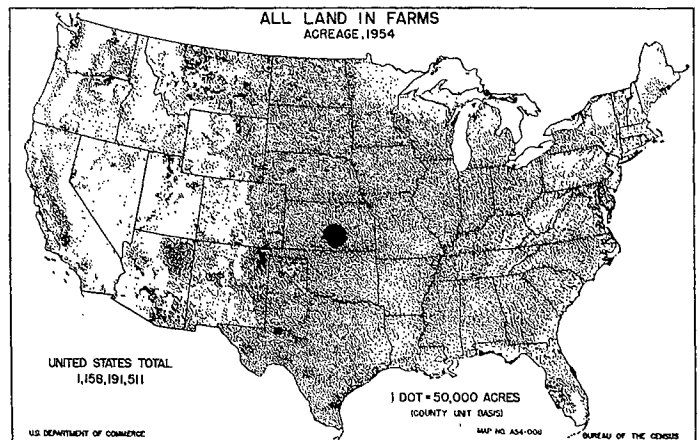 ALL LAND IN FARMS
ACREAGE, 1954
UNITED STATES TOTAL
1,158,191,511
1 DOT = 50,000 ACRES
(COUNTY UNIT BASIS)
U.S. DEPARTMENT OF COMMERCE
MAP NO. A54-006
BUREAU OF THE CENSUS